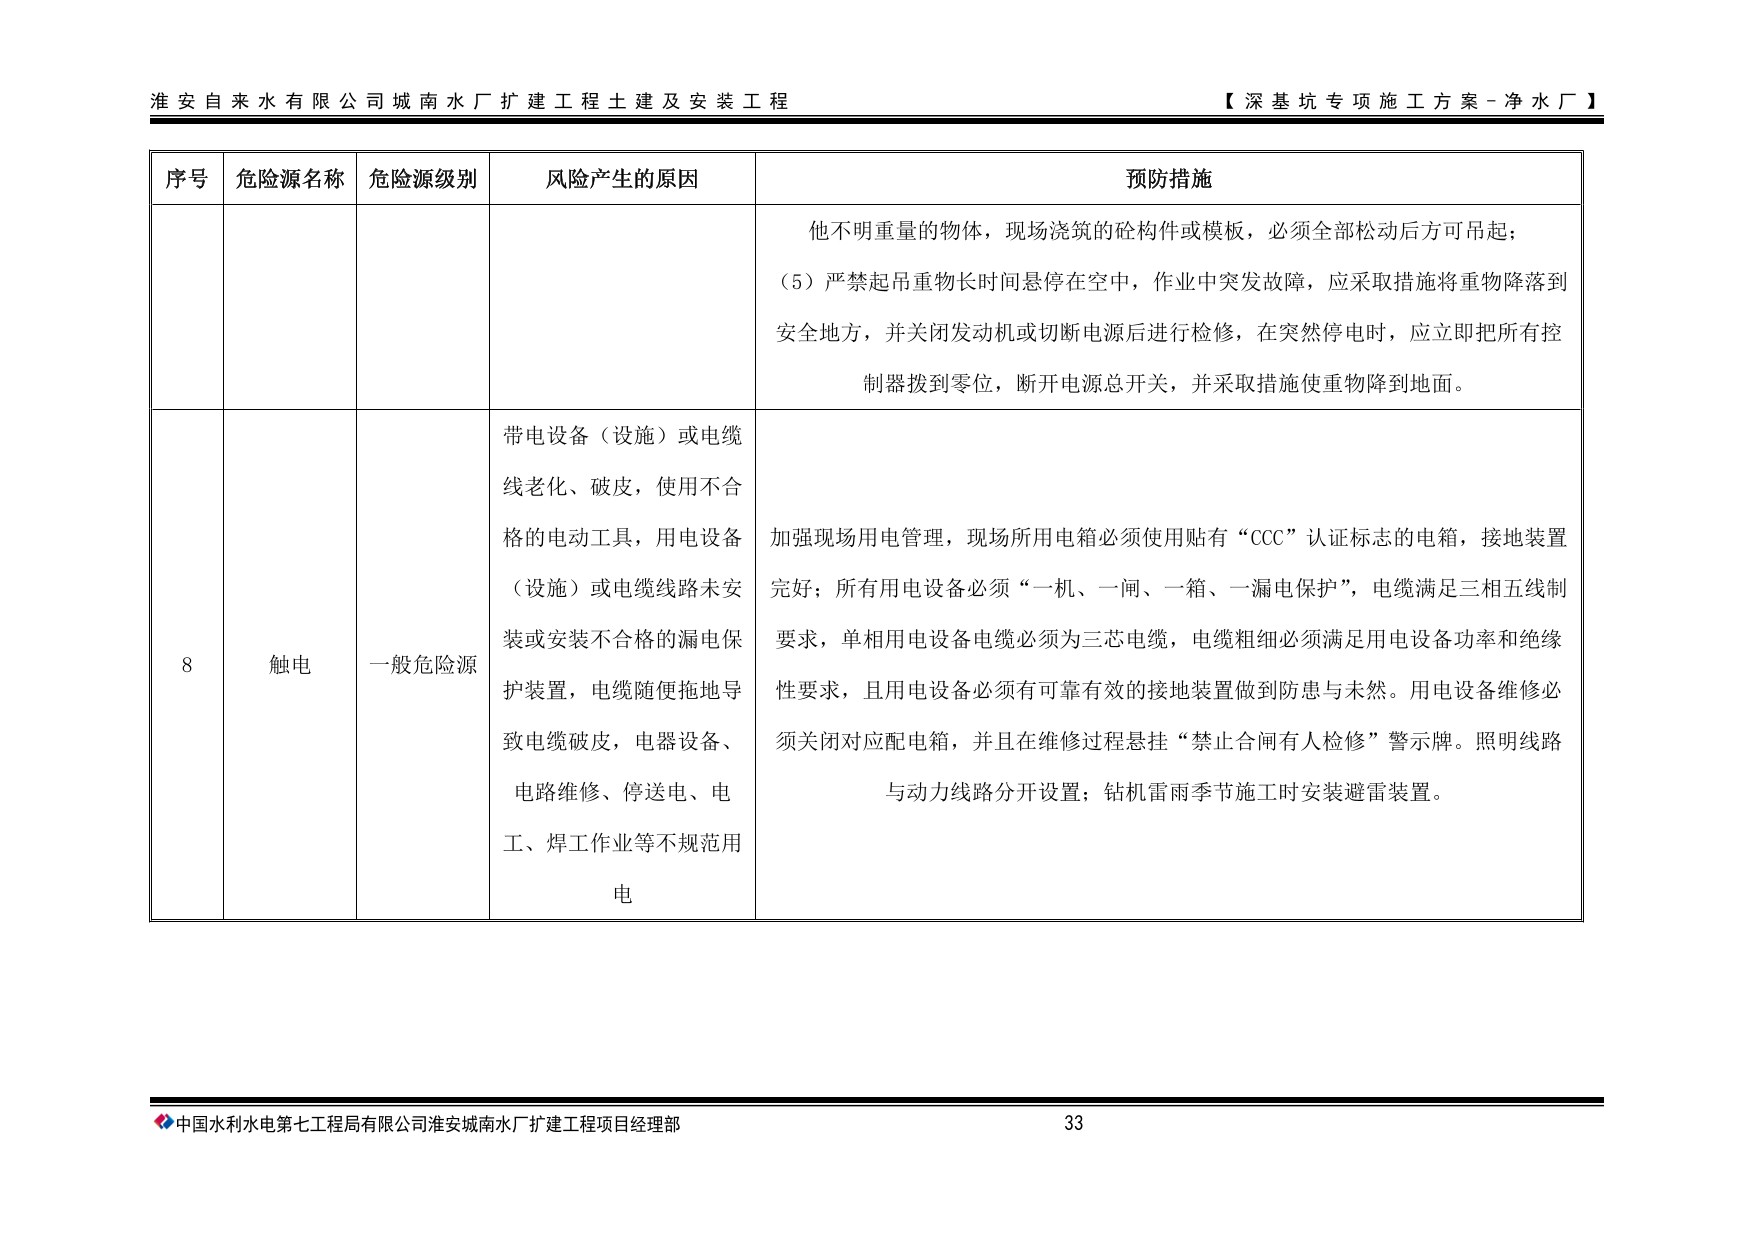 淮安自来水有限公司城南水厂扩建工程土建及安装工程
【深基坑专项施工方案-净水厂】
序号 危险源名称 危险源级别 风险产生的原因 预防措施
他不明重量的物体，现场浇筑的砼构件或模板，必须全部松动后方可吊起；
（5）严禁起吊重物长时间悬停在空中，作业中突发故障，应采取措施将重物降落到
安全地方，并关闭发动机或切断电源后进行检修，在突然停电时，应立即把所有控
制器拨到零位，断开电源总开关，并采取措施使重物降到地面。
8
触电
一般危险源
带电设备（设施）或电缆
线老化、破皮，使用不合
格的电动工具，用电设备
（设施）或电缆线路未安
装或安装不合格的漏电保
护装置，电缆随便拖地导
致电缆破皮，电器设备、
电路维修、停送电、电
工、焊工作业等不规范用
电
加强现场用电管理，现场所用电箱必须使用贴有“CCC”认证标志的电箱，接地装置
完好；所有用电设备必须“一机、一闸、一箱、一漏电保护”，电缆满足三相五线制
要求，单相用电设备电缆必须为三芯电缆，电缆粗细必须满足用电设备功率和绝缘
性要求，且用电设备必须有可靠有效的接地装置做到防患与未然。用电设备维修必
须关闭对应配电箱，并且在维修过程悬挂“禁止合闸有人检修”警示牌。照明线路
与动力线路分开设置；钻机雷雨季节施工时安装避雷装置。
中国水利水电第七工程局有限公司淮安城南水厂扩建工程项目经理部
33